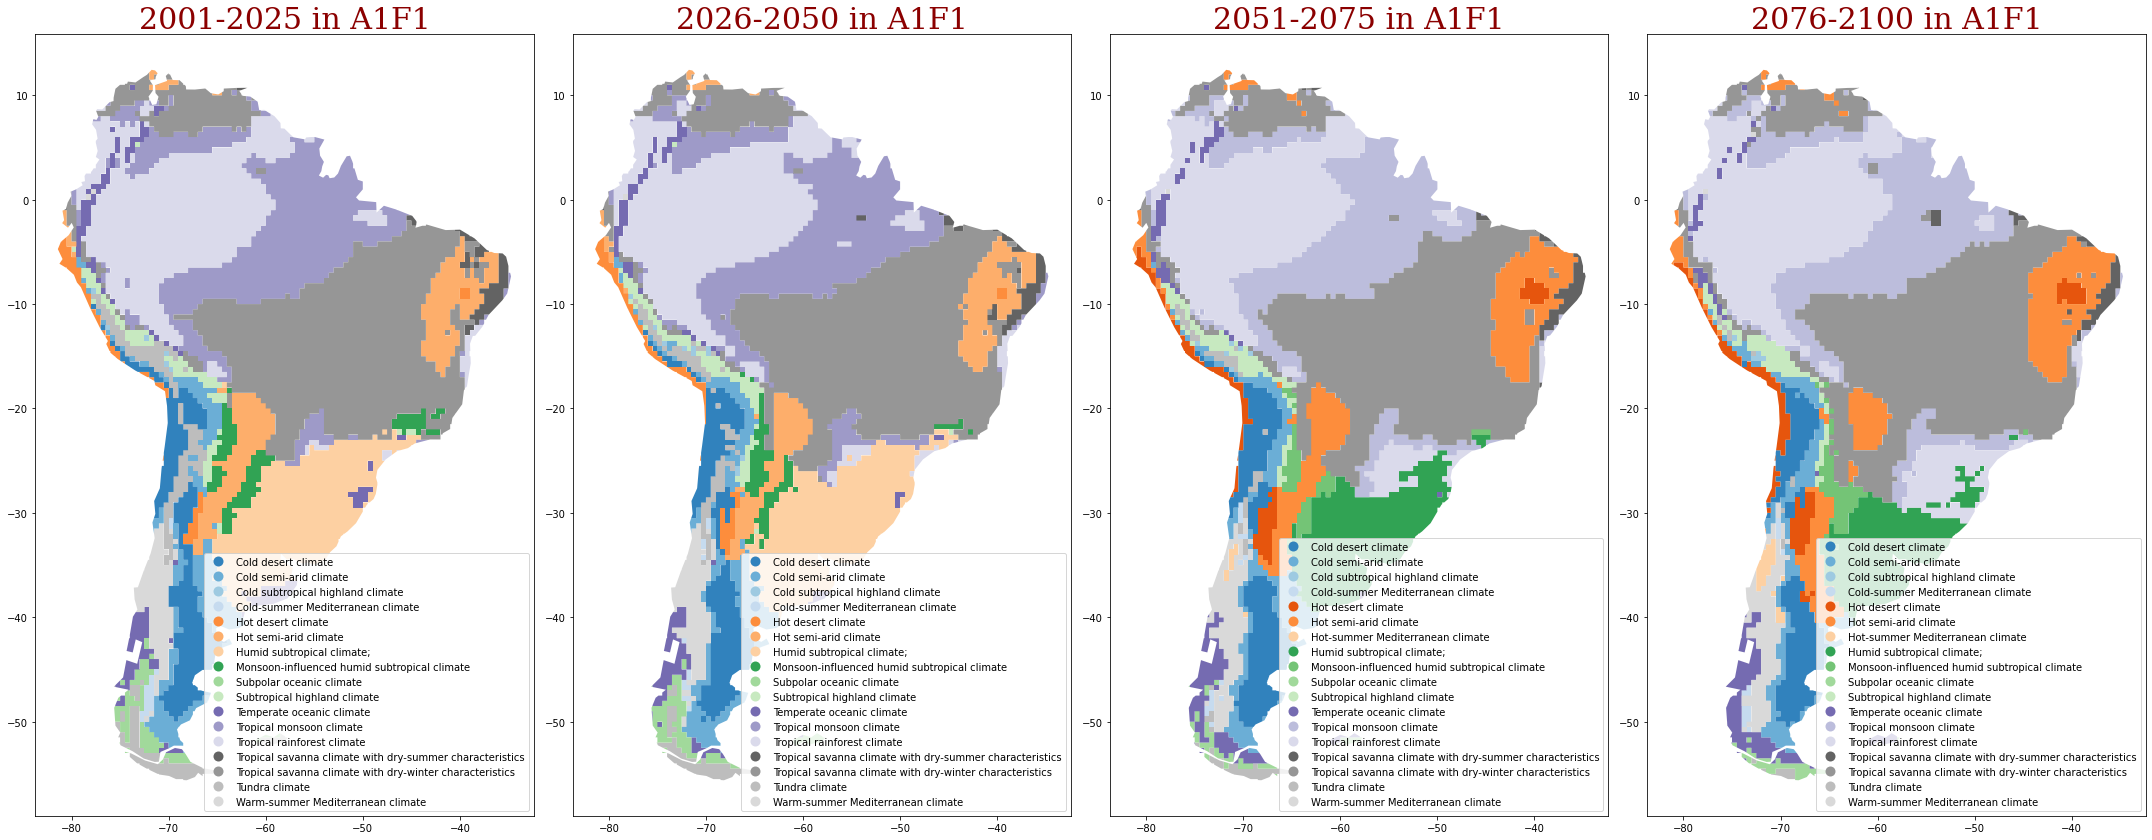 2001-2025 in A1F1
10
0
−10
−20
−30
−40
−50
−80
−70
−60
−50
−40
Cold desert climate
Cold semi-arid climate
Cold subtropical highland climate
Cold-summer Mediterranean climate
Hot desert climate
Hot semi-arid climate
Humid subtropical climate;
Monsoon-influenced humid subtropical climate
Subpolar oceanic climate
Subtropical highland climate
Temperate oceanic climate
Tropical monsoon climate
Tropical rainforest climate
Tropical savanna climate with dry-summer characteristics
Tropical savanna climate with dry-winter characteristics
Tundra climate
Warm-summer Mediterranean climate
2026-2050 in A1F1
10
0
−10
−20
−30
−40
−50
−80
−70
−60
−50
−40
Cold desert climate
Cold semi-arid climate
Cold subtropical highland climate
Cold-summer Mediterranean climate
Hot desert climate
Hot semi-arid climate
Humid subtropical climate;
Monsoon-influenced humid subtropical climate
Subpolar oceanic climate
Subtropical highland climate
Temperate oceanic climate
Tropical monsoon climate
Tropical rainforest climate
Tropical savanna climate with dry-summer characteristics
Tropical savanna climate with dry-winter characteristics
Tundra climate
Warm-summer Mediterranean climate
2051-2075 in A1F1
10
0
−10
−20
−30
−40
−50
−80
−70
−60
−50
−40
Cold desert climate
Cold semi-arid climate
Cold subtropical highland climate
Cold-summer Mediterranean climate
Hot desert climate
Hot semi-arid climate
Hot-summer Mediterranean climate
Humid subtropical climate;
Monsoon-influenced humid subtropical climate
Subpolar oceanic climate
Subtropical highland climate
Temperate oceanic climate
Tropical monsoon climate
Tropical rainforest climate
Tropical savanna climate with dry-summer characteristics
Tropical savanna climate with dry-winter characteristics
Tundra climate
Warm-summer Mediterranean climate
2076-2100 in A1F1
10
0
−10
−20
−30
−40
−50
−80
−70
−60
−50
−40
Cold desert climate
Cold semi-arid climate
Cold subtropical highland climate
Cold-summer Mediterranean climate
Hot desert climate
Hot semi-arid climate
Hot-summer Mediterranean climate
Humid subtropical climate;
Monsoon-influenced humid subtropical climate
Subpolar oceanic climate
Subtropical highland climate
Temperate oceanic climate
Tropical monsoon climate
Tropical rainforest climate
Tropical savanna climate with dry-summer characteristics
Tropical savanna climate with dry-winter characteristics
Tundra climate
Warm-summer Mediterranean climate